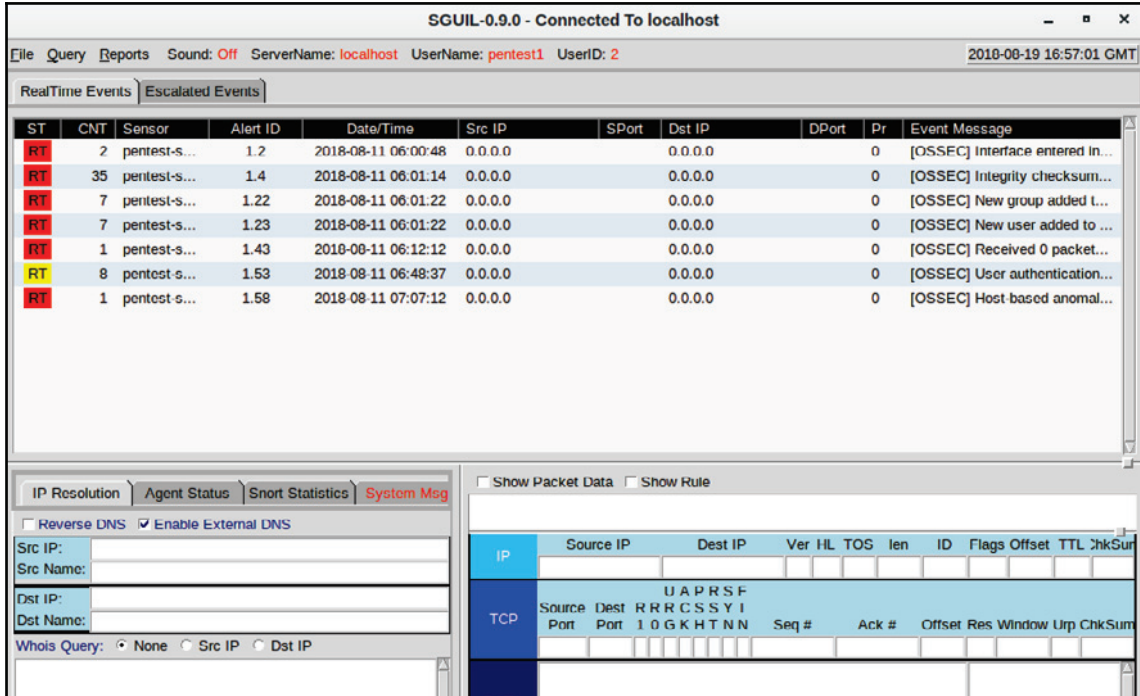 SGUIL-0.9.0 - Connected To localhost
File Query Reports Sound: Off ServerName: localhost UserName: pentest1 UserID: 2 2018-08-19 16:57:01 GMT
RealTime Events Escalated Events
ST CNT Sensor Alert ID Date/Time Src IP SPort Dst IP DPort Pr Event Message
RT 2 pentest-s... 1.2 2018-08-11 06:00:48 0.0.0.0 0.0.0.0 0 [OSSEC] Interface entered in...
RT 35 pentest-s... 1.4 2018-08-11 06:01:14 0.0.0.0 0.0.0.0 0 [OSSEC] Integrity checksum...
RT 7 pentest-s... 1.22 2018-08-11 06:01:22 0.0.0.0 0.0.0.0 0 [OSSEC] New group added t...
RT 7 pentest-s... 1.23 2018-08-11 06:01:22 0.0.0.0 0.0.0.0 0 [OSSEC] New user added to ...
RT 1 pentest-s... 1.43 2018-08-11 06:12:12 0.0.0.0 0.0.0.0 0 [OSSEC] Received 0 packet...
RT 8 pentest-s... 1.53 2018-08-11 06:48:37 0.0.0.0 0.0.0.0 0 [OSSEC] User authentication...
RT 1 pentest-s... 1.58 2018-08-11 07:07:12 0.0.0.0 0.0.0.0 0 [OSSEC] Host-based anomal...
IP Resolution Agent Status Snort Statistics System Msg
Reverse DNS Enable External DNS
Src IP:
Src Name:
Dst IP:
Dst Name:
Whois Query: None Src IP Dst IP
Show Packet Data Show Rule
IP Source IP Dest IP Ver HL TOS len ID Flags Offset TTL ChkSum
U A P R S F
Source Dest R R R C S S Y I
TCP Port Port 1 0 G K H T N N Seq # Ack # Offset Res Window Urp ChkSum